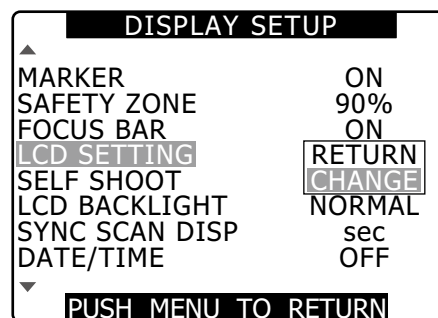 DISPLAY SETUP
MARKER ON
SAFETY ZONE 90%
FOCUS BAR ON
LCD SETTING RETURN
SELF SHOOT CHANGE
LCD BACKLIGHT NORMAL
SYNC SCAN DISP sec
DATE/TIME OFF
PUSH MENU TO RETURN